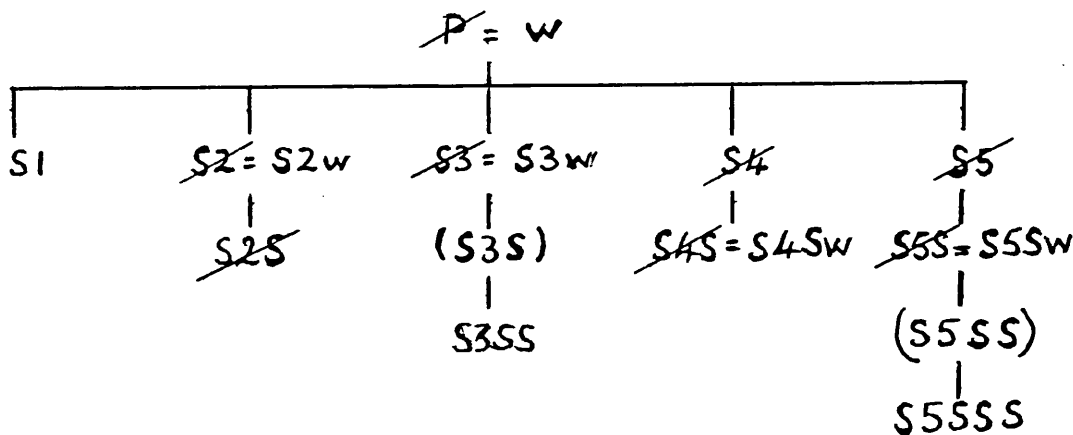 P = W
S1 S2 = S2W S3 = S3W S4 S5
S2S (S3S) S4S = S4SW S5S = S5SW
S3SS (S5SS)
S5SSS